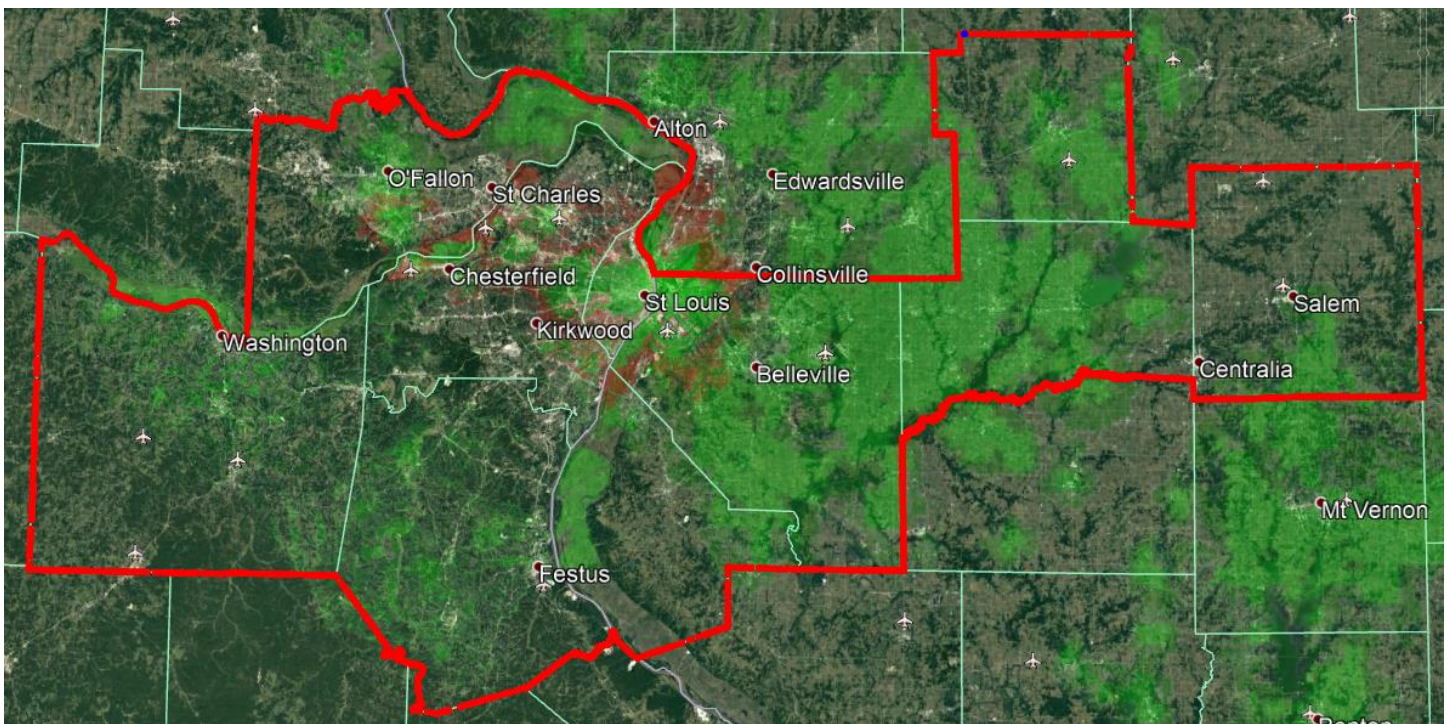 Alton
O'Fallon
St Charles
Edwardsville
Chesterfield
Collinsville
St Louis
Salem
Kirkwood
Washington
Belleville
Centralia
Mt Vernon
Festus